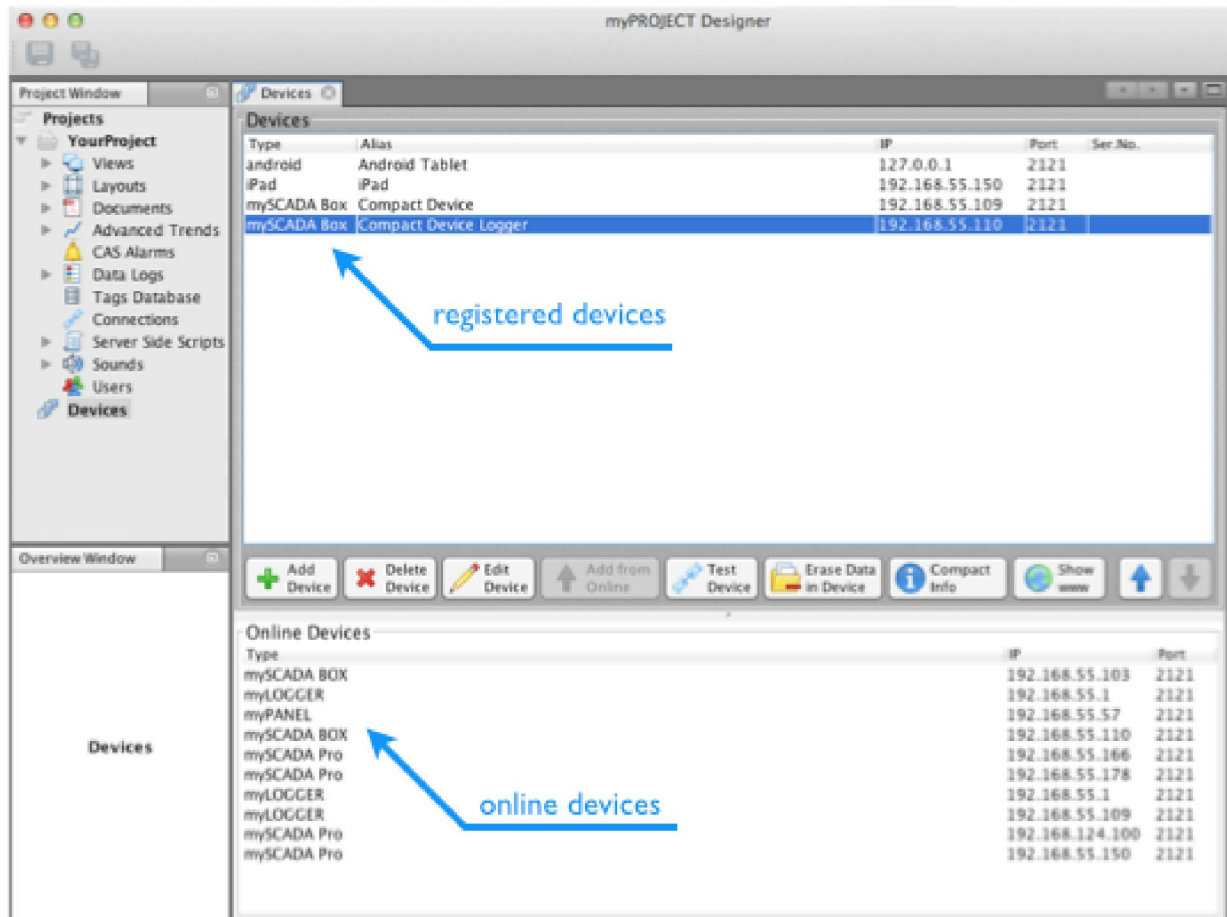 myPROJECT Designer
Project Window
Devices
Projects
YourProject
Views
Layouts
Documents
Advanced Trends
CAS Alarms
Data Logs
Tags Database
Connections
Server Side Scripts
Sounds
Users
Devices
Devices
Type Alias IP Port Ser.No.
android Android Tablet 127.0.0.1 2121
iPad iPad 192.168.55.150 2121
mySCADA Box Compact Device 192.168.55.109 2121
mySCADA Box Compact Device Logger 192.168.55.110 2121
registered devices
Add Device
Delete Device
Edit Device
Add from Online
Test Device
Erase Data in Device
Compact Info
Show www
Overview Window
Devices
Online Devices
Type IP Port
mySCADA BOX 192.168.55.103 2121
myLOGGER 192.168.55.1 2121
myPANEL 192.168.55.57 2121
mySCADA BOX 192.168.55.110 2121
mySCADA Pro 192.168.55.166 2121
mySCADA Pro 192.168.55.178 2121
myLOGGER 192.168.55.1 2121
myLOGGER 192.168.55.109 2121
mySCADA Pro 192.168.124.100 2121
mySCADA Pro 192.168.55.150 2121
online devices